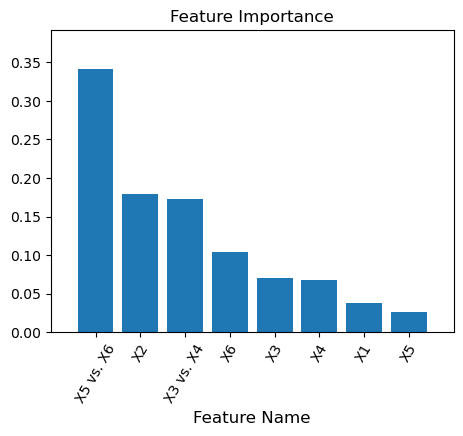 Feature Importance
0.35
0.30
0.25
0.20
0.15
0.10
0.05
0.00
X5 vs. X6
X2
X3 vs. X4
X6
X3
X4
X1
X5
Feature Name